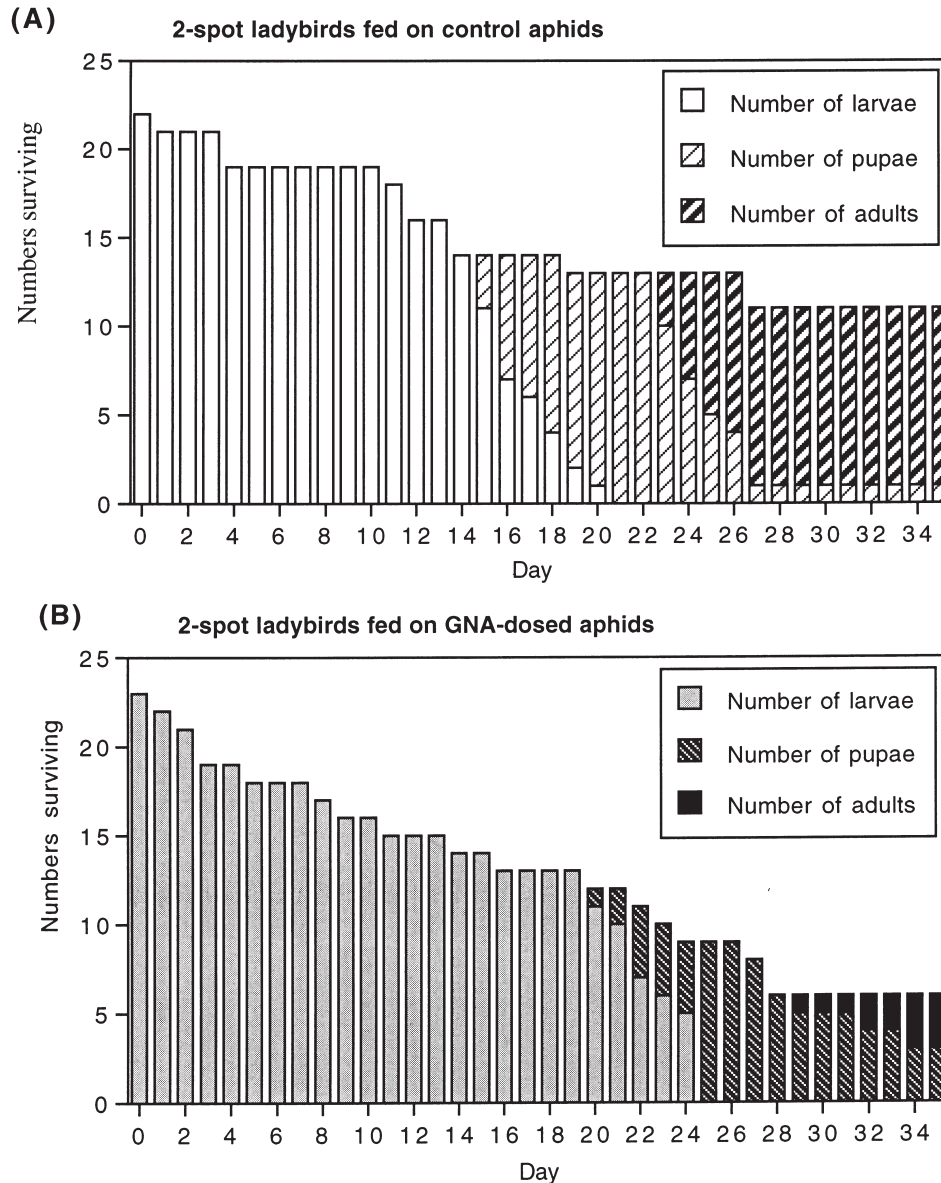 (A)
2-spot ladybirds fed on control aphids
25
20
15
10
5
0
Numbers surviving
Number of larvae
Number of pupae
Number of adults
0 2 4 6 8 10 12 14 16 18 20 22 24 26 28 30 32 34
Day
(B)
2-spot ladybirds fed on GNA-dosed aphids
25
20
15
10
5
0
Numbers surviving
Number of larvae
Number of pupae
Number of adults
0 2 4 6 8 10 12 14 16 18 20 22 24 26 28 30 32 34
Day